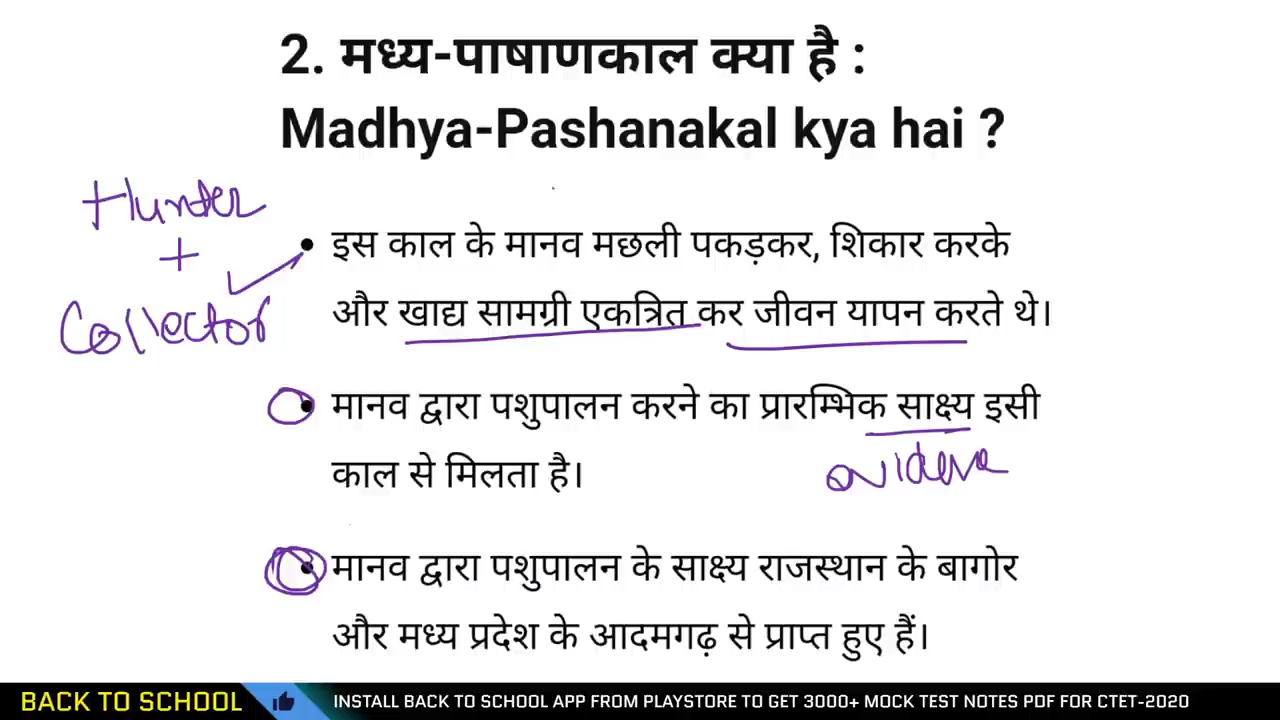 2. मध्य-पाषाणकाल क्या है :
Madhya-Pashanakal kya hai ?
Hunter
+
Collector
• इस काल के मानव मछली पकड़कर, शिकार करके
और खाद्य सामग्री एकत्रित कर जीवन यापन करते थे।
• मानव द्वारा पशुपालन करने का प्रारम्भिक साक्ष्य इसी
काल से मिलता है।
• मानव द्वारा पशुपालन के साक्ष्य राजस्थान के बागोर
और मध्य प्रदेश के आदमगढ़ से प्राप्त हुए हैं।
BACK TO SCHOOL
INSTALL BACK TO SCHOOL APP FROM PLAYSTORE TO GET 3000+ MOCK TEST NOTES PDF FOR CTET-2020